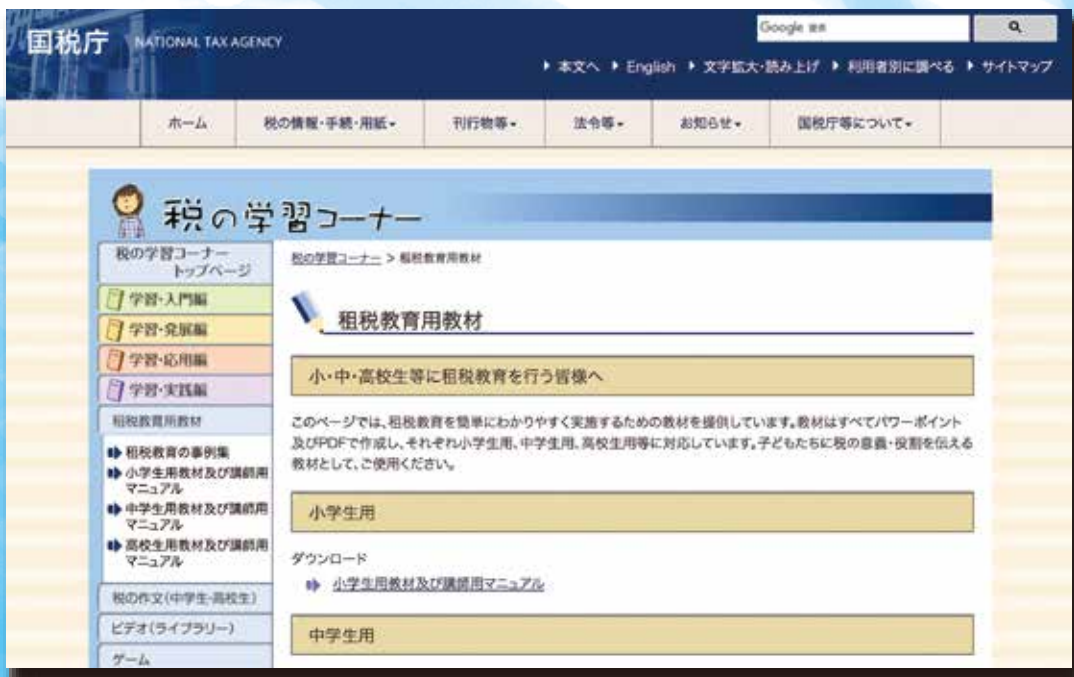 国税庁 NATIONAL TAX AGENCY
Google 検索
本文へ English 文字拡大・読み上げ 利用者別に調べる サイトマップ
ホーム 税の情報・手続・用紙 刊行物等 法令等 お知らせ 国税庁等について
税の学習コーナー
税の学習コーナー
トップページ
学習・入門編
学習・発展編
学習・応用編
学習・実践編
租税教育用教材
租税教育の事例集
小学生用教材及び講師用
マニュアル
中学生用教材及び講師用
マニュアル
高校生用教材及び講師用
マニュアル
税の作文(中学生・高校生)
ビデオ(ライブラリー)
ゲーム
税の学習コーナー > 租税教育用教材
租税教育用教材
小・中・高校生等に租税教育を行う皆様へ
このページでは、租税教育を簡単にわかりやすく実施するための教材を提供しています。教材はすべてパワーポイント
及びPDFで作成し、それぞれ小学生用、中学生用、高校生用等に対応しています。子どもたちに税の意義・役割を伝える
教材として、ご使用ください。
小学生用
ダウンロード
小学生用教材及び講師用マニュアル
中学生用